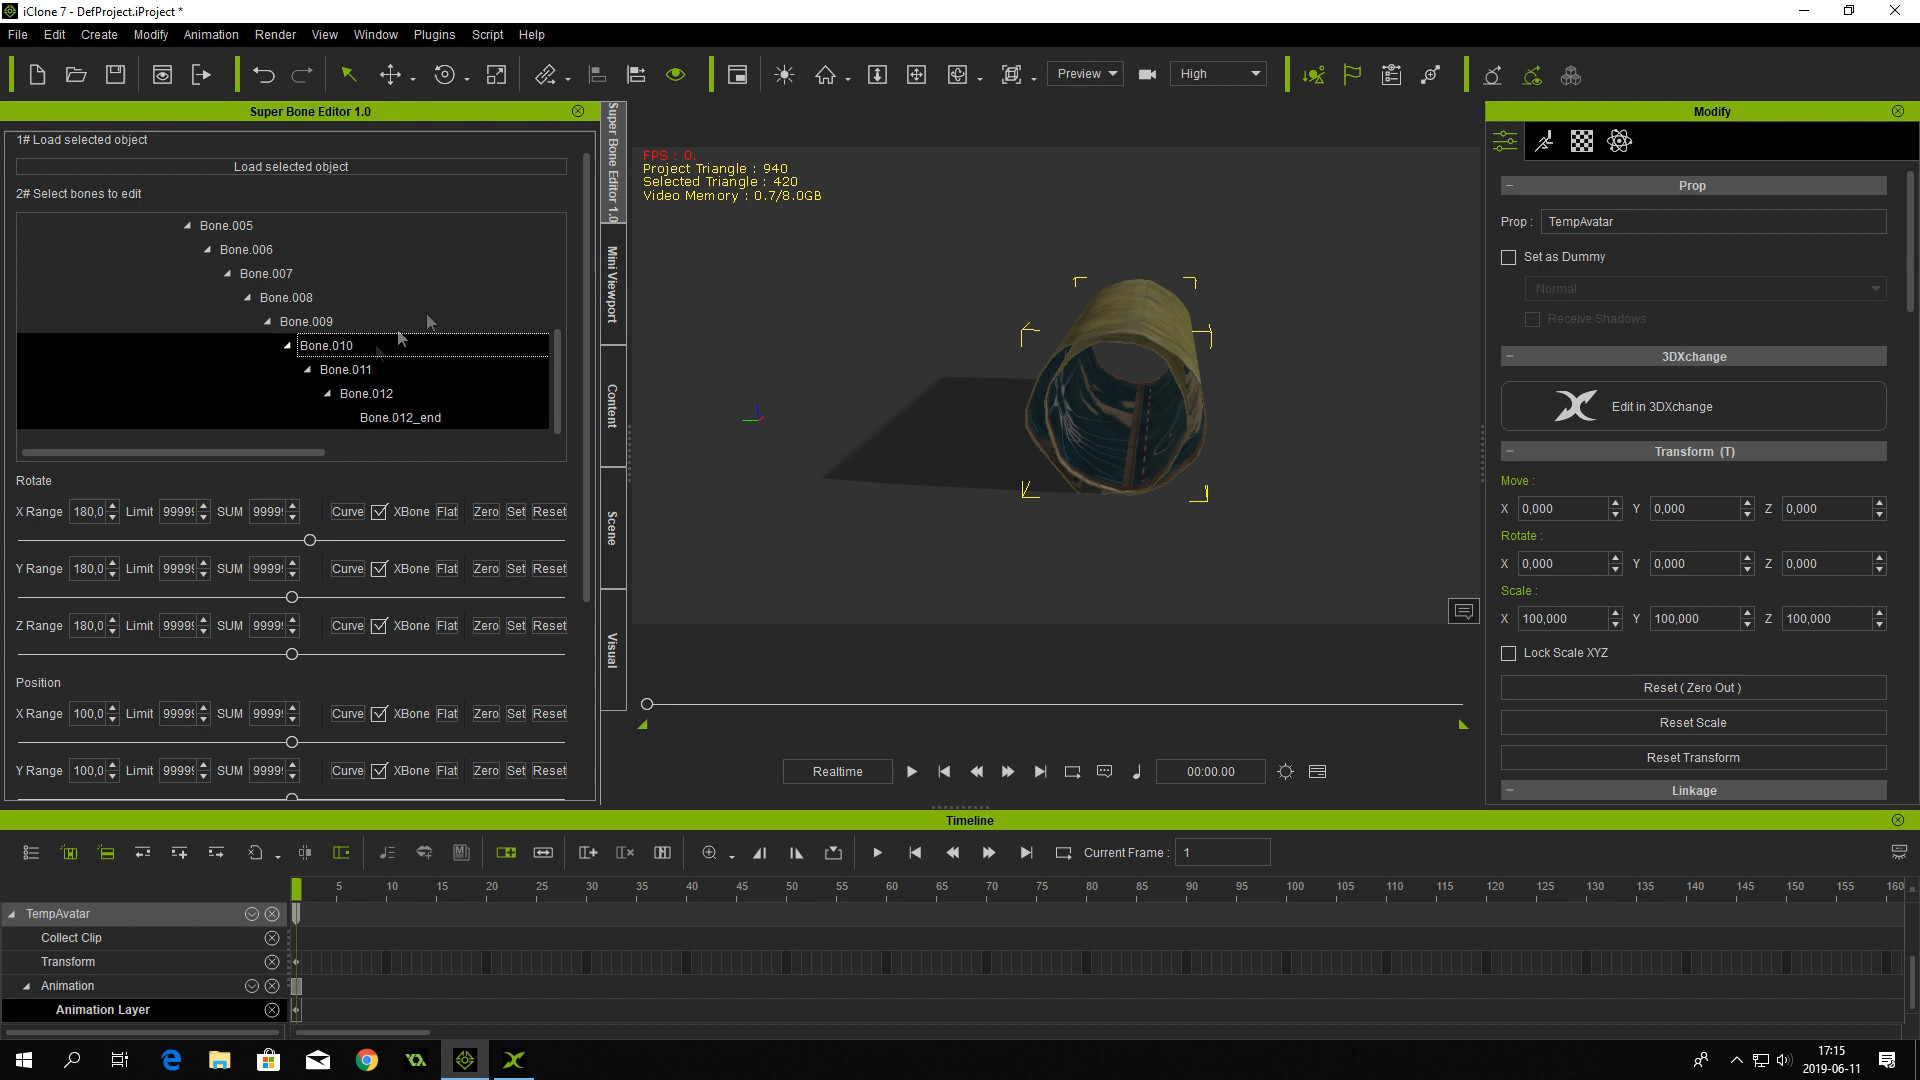 iClone 7 - DefProject.iProject *
File Edit Create Modify Animation Render View Window Plugins Script Help
Preview High
Super Bone Editor 1.0
1# Load selected object
Load selected object
2# Select bones to edit
Bone.005
Bone.006
Bone.007
Bone.008
Bone.009
Bone.010
Bone.011
Bone.012
Bone.012_end
Rotate
X Range 180,0 Limit 9999 SUM 9999 Curve XBone Flat Zero Set Reset
Y Range 180,0 Limit 9999 SUM 9999 Curve XBone Flat Zero Set Reset
Z Range 180,0 Limit 9999 SUM 9999 Curve XBone Flat Zero Set Reset
Position
X Range 100,0 Limit 9999 SUM 9999 Curve XBone Flat Zero Set Reset
Y Range 100,0 Limit 9999 SUM 9999 Curve XBone Flat Zero Set Reset
Super Bone Editor 1.0
Mini Viewport
Content
Scene
Visual
FPS : 0.
Project Triangle : 940
Selected Triangle : 420
Video Memory : 0.7/8.0GB
Realtime 00:00.00
Modify
Prop
Prop : TempAvatar
Set as Dummy
Normal
Receive Shadows
3DXchange
Edit in 3DXchange
Transform (T)
Move :
X 0,000 Y 0,000 Z 0,000
Rotate :
X 0,000 Y 0,000 Z 0,000
Scale :
X 100,000 Y 100,000 Z 100,000
Lock Scale XYZ
Reset ( Zero Out )
Reset Scale
Reset Transform
Linkage
Timeline
Current Frame : 1
5 10 15 20 25 30 35 40 45 50 55 60 65 70 75 80 85 90 95 100 105 110 115 120 125 130 135 140 145 150 155 160
TempAvatar
Collect Clip
Transform
Animation
Animation Layer
17:15
2019-06-11